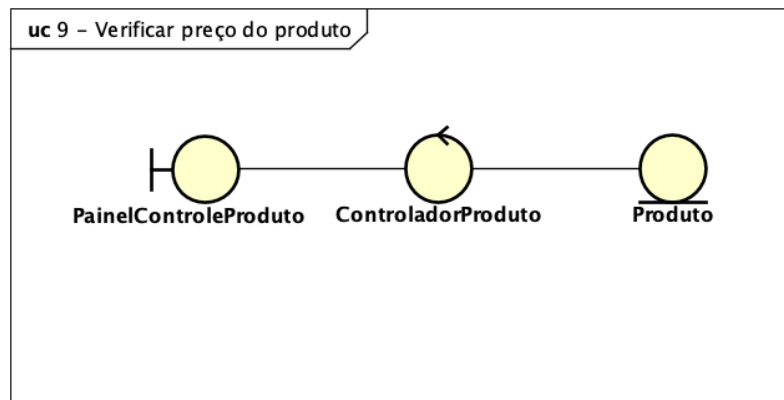 uc 9 – Verificar preço do produto
PainelControleProduto
ControladorProduto
Produto